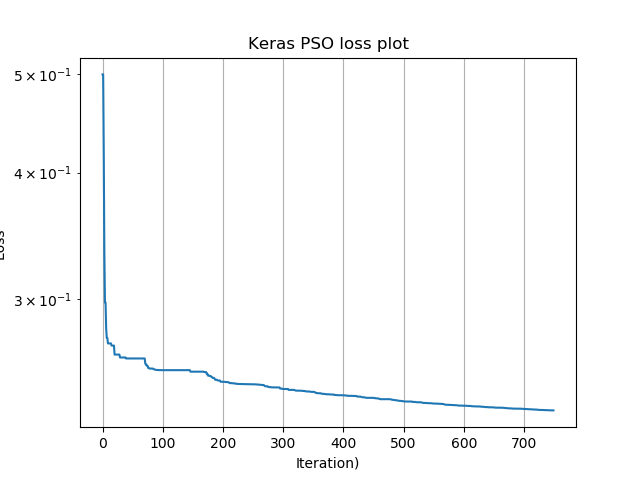 Keras PSO loss plot
5 × 10⁻¹
4 × 10⁻¹
3 × 10⁻¹
Loss
0 100 200 300 400 500 600 700
Iteration)